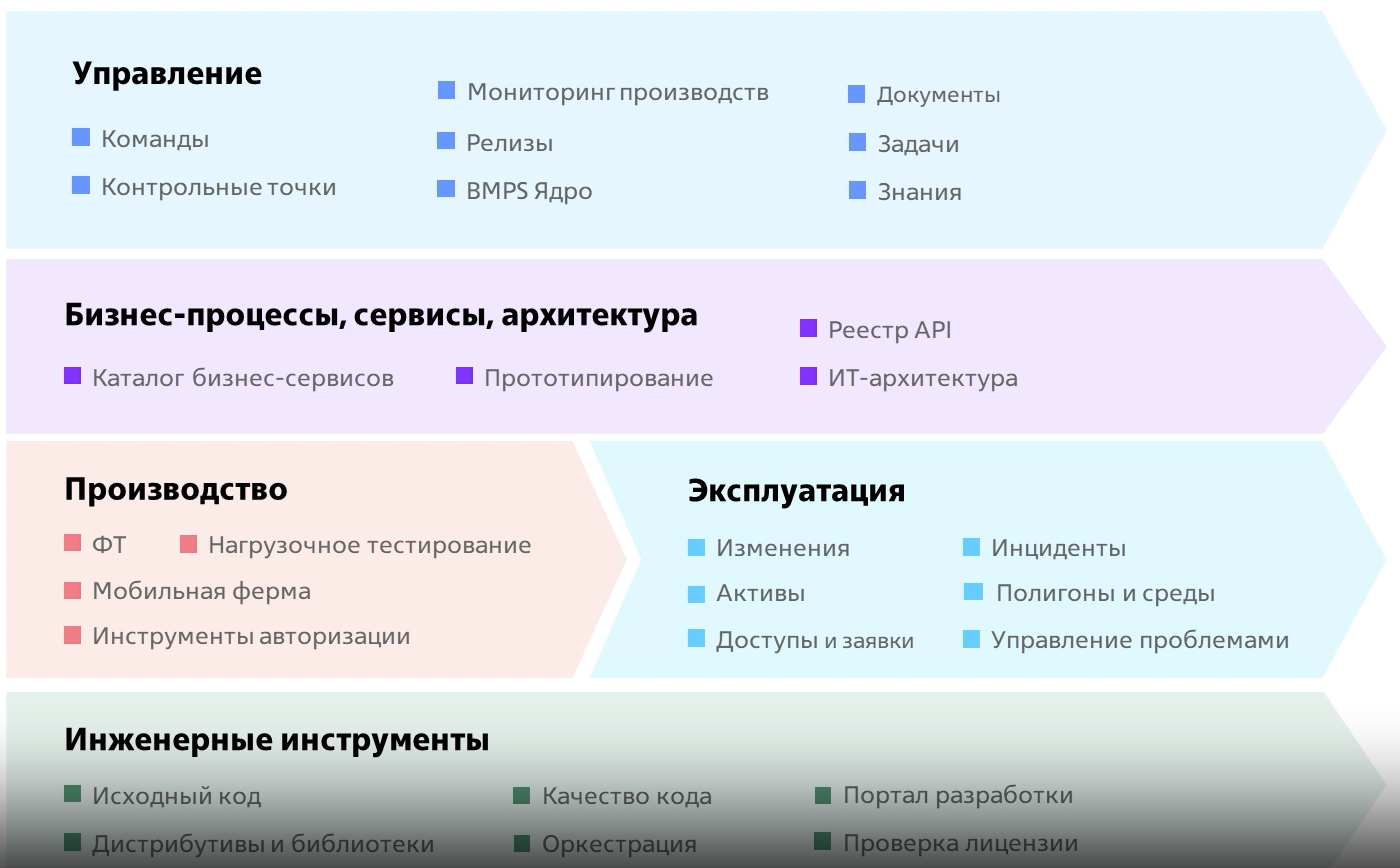 Управление
Команды
Контрольные точки
Мониторинг производств
Релизы
BMPS Ядро
Документы
Задачи
Знания
Бизнес-процессы, сервисы, архитектура
Каталог бизнес-сервисов
Прототипирование
Реестр API
ИТ-архитектура
Производство
ФТ
Нагрузочное тестирование
Мобильная ферма
Инструменты авторизации
Эксплуатация
Изменения
Активы
Доступы и заявки
Инциденты
Полигоны и среды
Управление проблемами
Инженерные инструменты
Исходный код
Дистрибутивы и библиотеки
Качество кода
Оркестрация
Портал разработки
Проверка лицензии